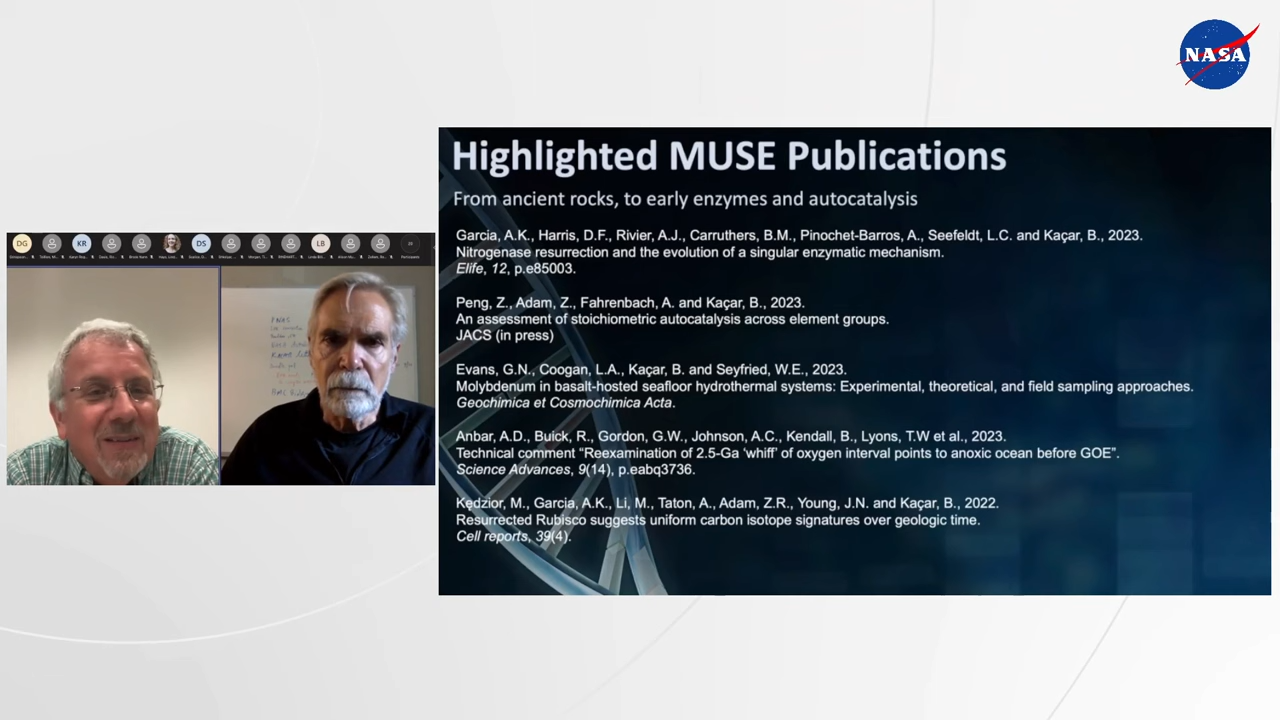 NASA
Highlighted MUSE Publications
From ancient rocks, to early enzymes and autocatalysis
Garcia, A.K., Harris, D.F., Rivier, A.J., Carruthers, B.M., Pinochet-Barros, A., Seefeldt, L.C. and Kaçar, B., 2023.
Nitrogenase resurrection and the evolution of a singular enzymatic mechanism.
Elife, 12, p.e85003.
Peng, Z., Adam, Z., Fahrenbach, A. and Kaçar, B., 2023.
An assessment of stoichiometric autocatalysis across element groups.
JACS (in press)
Evans, G.N., Coogan, L.A., Kaçar, B. and Seyfried, W.E., 2023.
Molybdenum in basalt-hosted seafloor hydrothermal systems: Experimental, theoretical, and field sampling approaches.
Geochimica et Cosmochimica Acta.
Anbar, A.D., Buick, R., Gordon, G.W., Johnson, A.C., Kendall, B., Lyons, T.W et al., 2023.
Technical comment “Reexamination of 2.5-Ga ‘whiff’ of oxygen interval points to anoxic ocean before GOE”.
Science Advances, 9(14), p.eabq3736.
Kędzior, M., Garcia, A.K., Li, M., Taton, A., Adam, Z.R., Young, J.N. and Kaçar, B., 2022.
Resurrected Rubisco suggests uniform carbon isotope signatures over geologic time.
Cell reports, 39(4).
DG KR DS LB